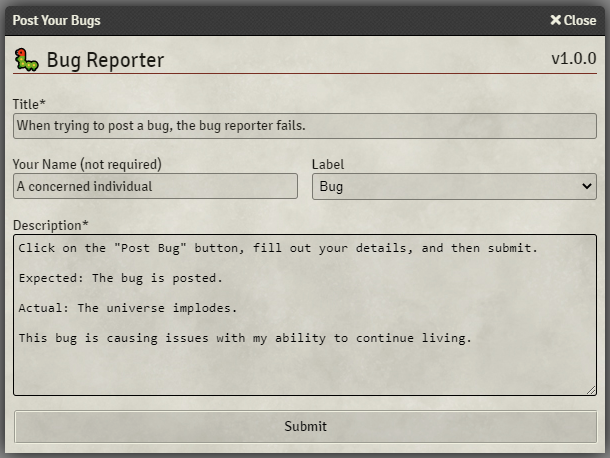 Post Your Bugs
Close
Bug Reporter
v1.0.0
Title*
When trying to post a bug, the bug reporter fails.
Your Name (not required)
Label
A concerned individual
Bug
Description*
Click on the "Post Bug" button, fill out your details, and then submit.
Expected: The bug is posted.
Actual: The universe implodes.
This bug is causing issues with my ability to continue living.
Submit